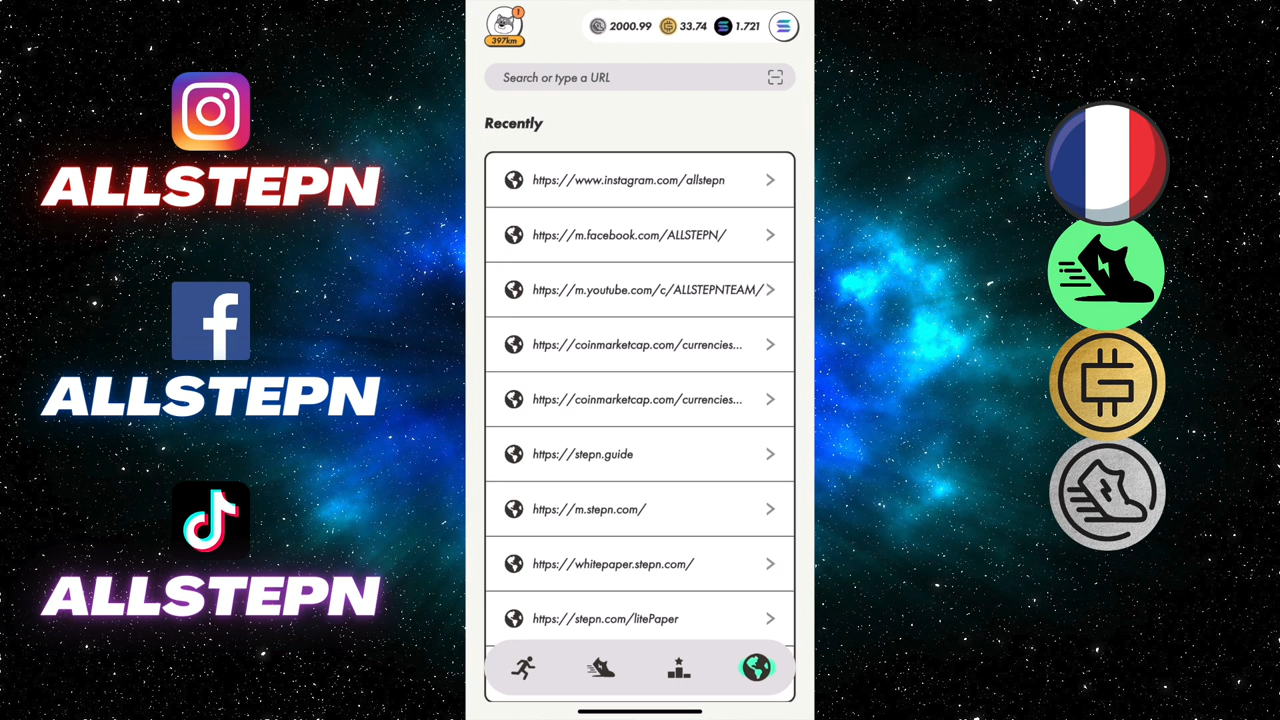 ALLSTEPN
ALLSTEPN
ALLSTEPN
1
397km
2000.99 33.74 1.721
Search or type a URL
Recently
https://www.instagram.com/allstepn
https://m.facebook.com/ALLSTEPN/
https://m.youtube.com/c/ALLSTEPNTEAM/
https://coinmarketcap.com/currencies...
https://coinmarketcap.com/currencies...
https://stepn.guide
https://m.stepn.com/
https://whitepaper.stepn.com/
https://stepn.com/litePaper